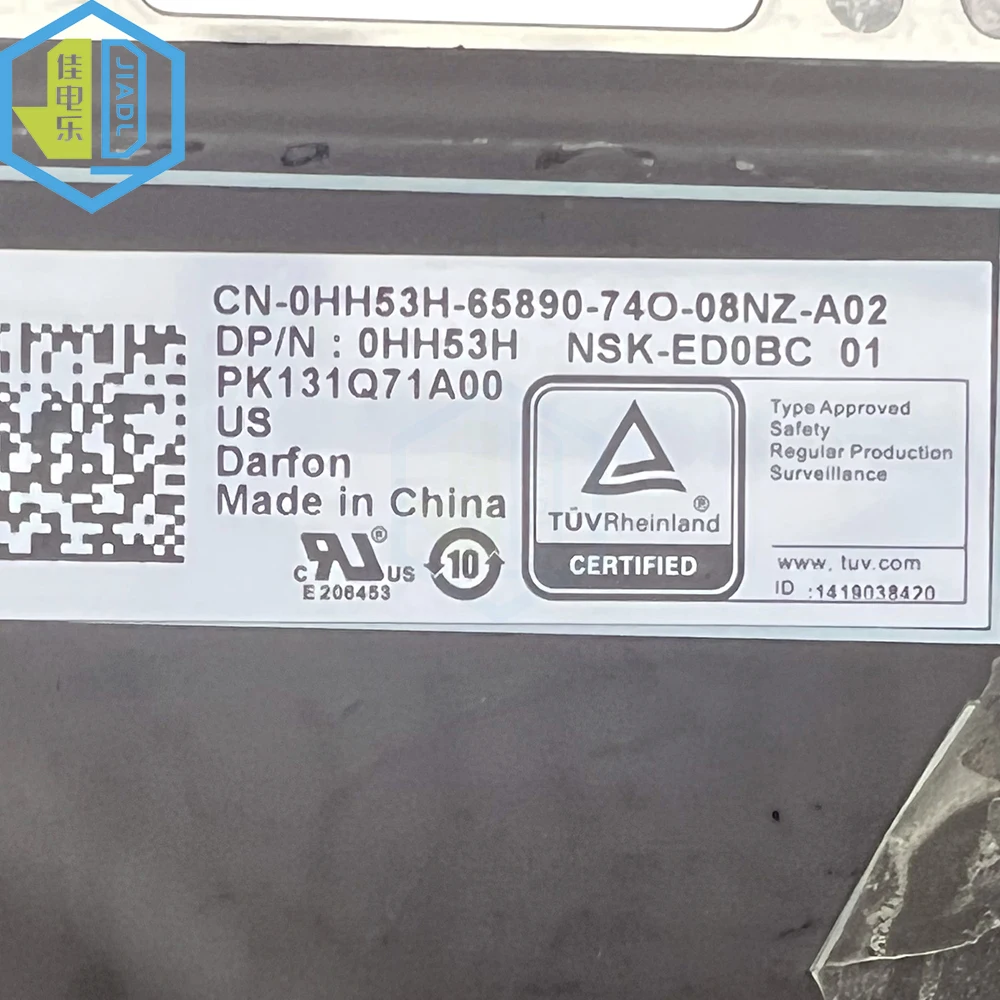 佳电乐
JIADL
CN-0HH53H-65890-74O-08NZ-A02
DP/N : 0HH53H NSK-ED0BC 01
PK131Q71A00
US
Darfon
Made in China
c RU ® US
E206453
10
TÜVRheinland ®
CERTIFIED
Type Approved
Safety
Regular Production
Surveillance
www. tuv.com
ID :1419038420